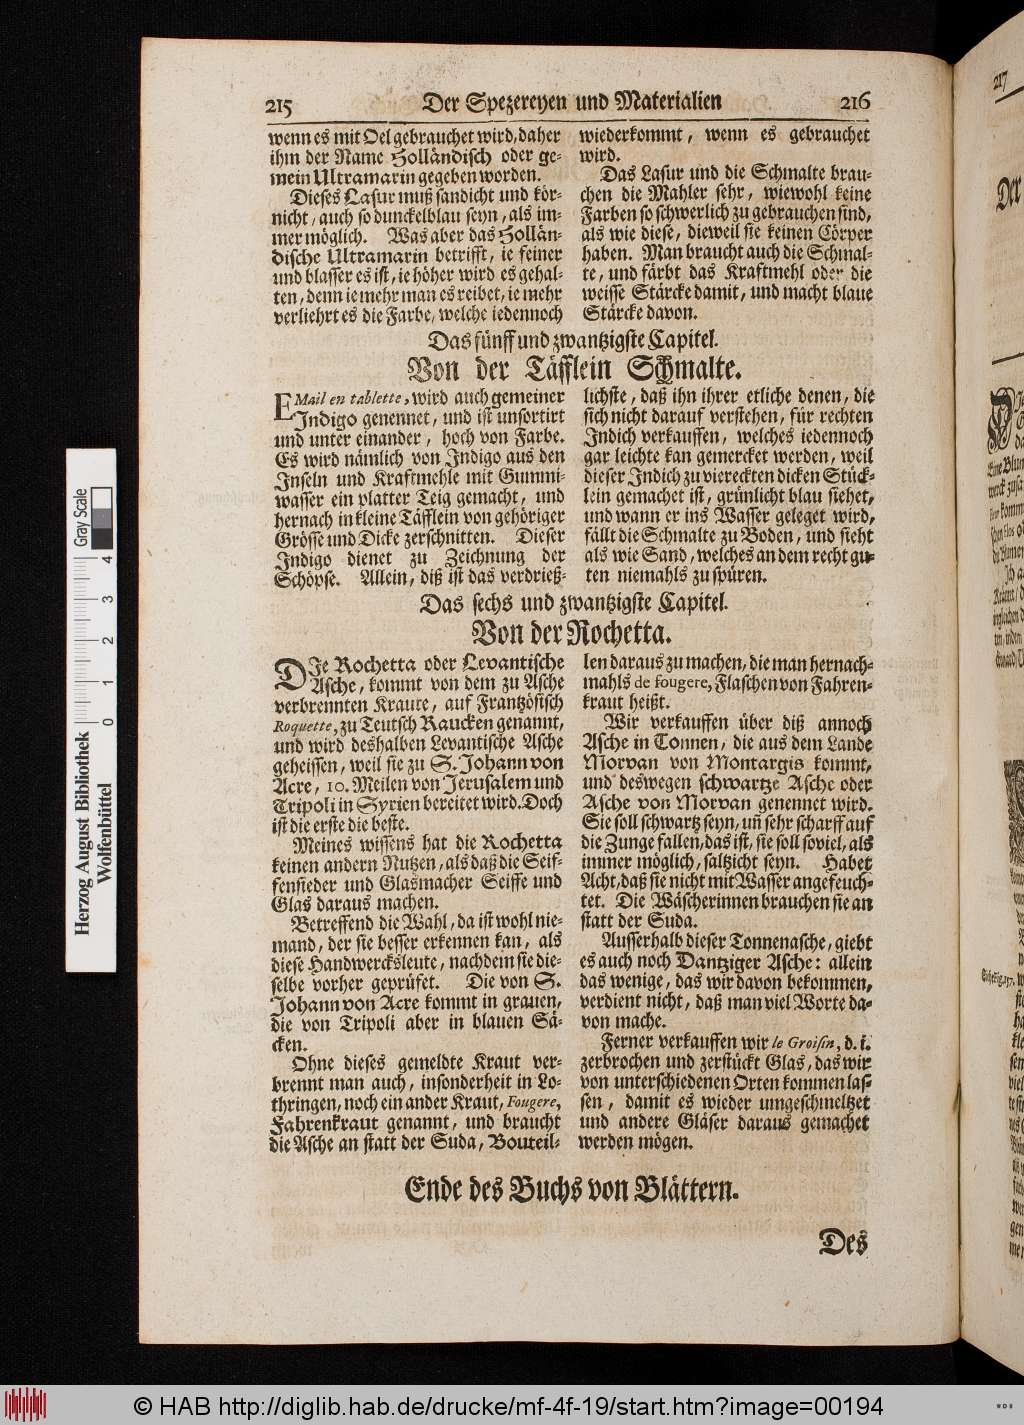 215 Der Spezereyen und Materialien 216
wenn es mit Oel gebrauchet wird, daher
ihm der Name Holländisch oder ge-
mein Ultramarin gegeben worden.
Dieses Lasur muß sandicht und kör-
nicht, auch so dunckelblau seyn, als im-
mer möglich. Was aber das Hollän-
dische Ultramarin betrifft, ie feiner
und blasser es ist, ie höher wird es gehal-
ten, denn ie mehr man es reibet, ie mehr
verliehrt es die Farbe, welche iedennoch
wiederkommt, wenn es gebrauchet
wird.
Das Lasur und die Schmalte brau-
chen die Mahler sehr, wiewohl keine
Farben so schwerlich zu gebrauchen sind,
als wie diese, dieweil sie keinen Cörper
haben. Man braucht auch die Schmal-
te, und färbt das Kraftmehl oder die
weisse Stärcke damit, und macht blaue
Stärcke davon.
Das fünff und zwantzigste Capitel.
Von der Täfflein Schmalte.
EMail en tablette, wird auch gemeiner
Indigo genennet, und ist unsortirt
und unter einander, hoch von Farbe.
Es wird nämlich von Indigo aus den
Inseln und Kraftmehle mit Gummi-
wasser ein platter Teig gemacht, und
hernach in kleine Täfflein von gehöriger
Grösse und Dicke zerschnitten. Dieser
Indigo dienet zu Zeichnung der
Schöpse. Allein, diß ist das verdrieß-
lichste, daß ihn ihrer etliche denen, die
sich nicht darauf verstehen, für rechten
Indich verkauffen, welches iedennoch
gar leichte kan gemercket werden, weil
dieser Indich zu viereckten dicken Stück-
lein gemachet ist, grünlicht blau siehet,
und wann er ins Wasser geleget wird,
fällt die Schmalte zu Boden, und sieht
als wie Sand, welches an dem recht gu-
ten niemahls zu spüren.
Das sechs und zwantzigste Capitel.
Von der Rochetta.
DIe Rochetta oder Levantische
Asche, kommt von dem zu Asche
verbrennten Kraute, auf Frantzösisch
Roquette, zu Teutsch Raucken genannt,
und wird deshalben Levantische Asche
geheissen, weil sie zu S. Johann von
Acre, 10. Meilen von Jerusalem und
Tripoli in Syrien bereitet wird. Doch
ist die erste die beste.
Meines wissens hat die Rochetta
keinen andern Nutzen, als daß die Seif-
fensieder und Glasmacher Seiffe und
Glas daraus machen.
Betreffend die Wahl, da ist wohl nie-
mand, der sie besser erkennen kan, als
diese Handwercksleute, nachdem sie die-
selbe vorher geprüfet. Die von S.
Johann von Acre kommt in grauen,
die von Tripoli aber in blauen Sä-
cken.
Ohne dieses gemeldte Kraut ver-
brennt man auch, insonderheit in Lo-
thringen, noch ein ander Kraut, Fougere,
Fahrenkraut genannt, und braucht
die Asche an statt der Suda, Bouteil-
len daraus zu machen, die man hernach-
mahls de fougere, Flaschen von Fahren-
kraut heißt.
Wir verkauffen über diß annoch
Asche in Tonnen, die aus dem Lande
Morvan von Montargis kommt,
und deswegen schwartze Asche oder
Asche von Morvan genennet wird.
Sie soll schwartz seyn, uñ sehr scharff auf
die Zunge fallen, das ist, sie soll soviel, als
immer möglich, saltzicht seyn. Habet
Acht, daß sie nicht mit Wasser angefeuch-
tet. Die Wäscherinnen brauchen sie an
statt der Suda.
Ausserhalb dieser Tonnenasche, giebt
es auch noch Dantziger Asche: allein
das wenige, das wir davon bekommen,
verdient nicht, daß man viel Worte da-
von mache.
Ferner verkauffen wir le Groisin, d. i.
zerbrochen und zerstückt Glas, das wir
von unterschiedenen Orten kommen las-
sen, damit es wieder umgeschmeltzet
und andere Gläser daraus gemachet
werden mögen.
Ende des Buchs von Blättern.
Des
217
Der
Gray Scale
0 1 2 3 4
Herzog August Bibliothek
Wolfenbüttel
© HAB http://diglib.hab.de/drucke/mf-4f-19/start.htm?image=00194